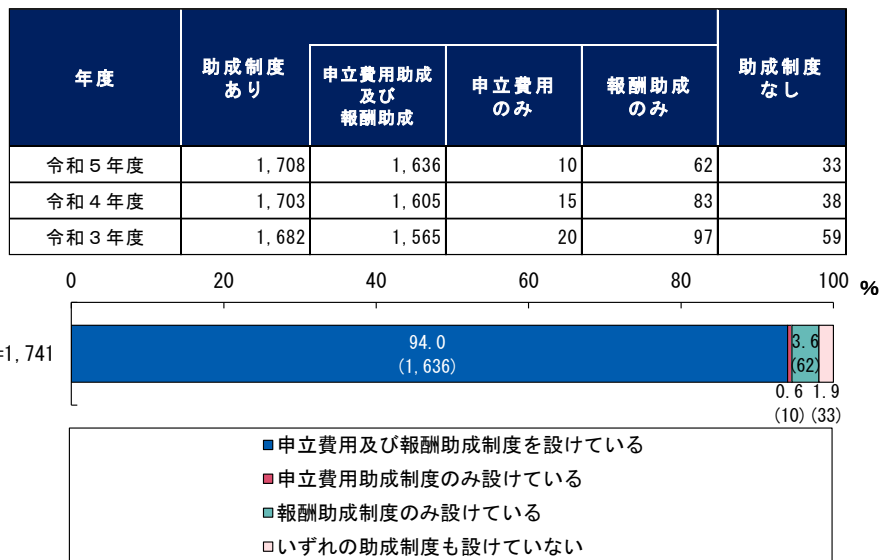 年度
助成制度
あり
申立費用助成
及び
報酬助成
申立費用
のみ
報酬助成
のみ
助成制度
なし
令和５年度 1,708 1,636 10 62 33
令和４年度 1,703 1,605 15 83 38
令和３年度 1,682 1,565 20 97 59
0 20 40 60 80 100 %
=1,741
94.0
(1,636)
3.6
(62)
0.6 1.9
(10) (33)
申立費用及び報酬助成制度を設けている
申立費用助成制度のみ設けている
報酬助成制度のみ設けている
いずれの助成制度も設けていない